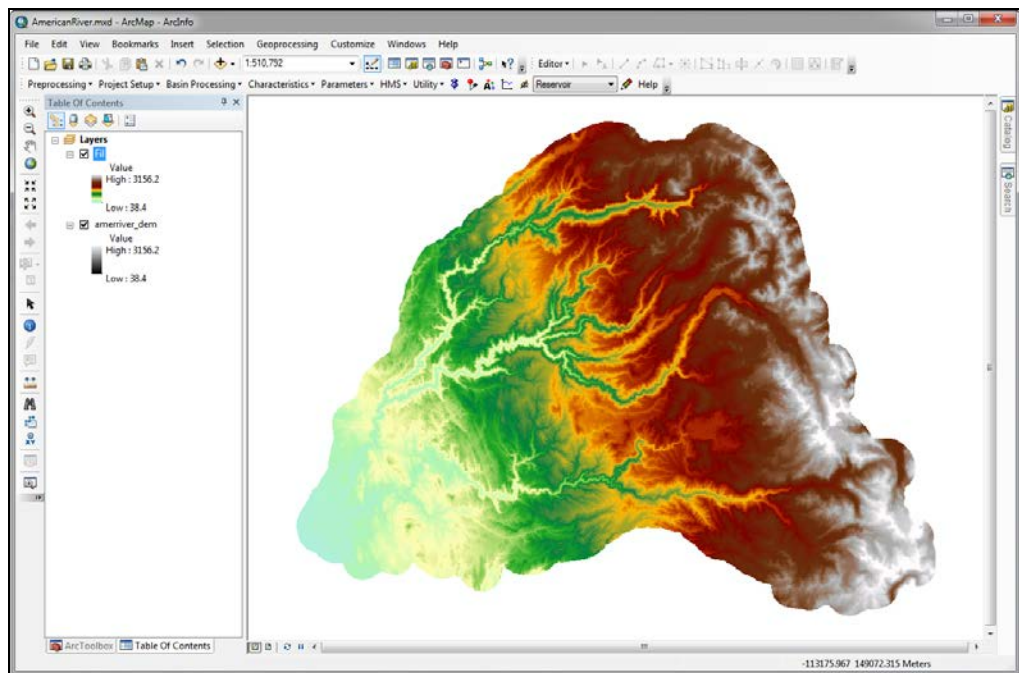 AmericanRiver.mxd - ArcMap - ArcInfo
File Edit View Bookmarks Insert Selection Geoprocessing Customize Windows Help
1:510,792 Editor
Preprocessing Project Setup Basin Processing Characteristics Parameters HMS Utility Reservoir Help
Table Of Contents
Layers
Fil
Value
High : 3156.2
Low : 38.4
amerriver_dem
Value
High : 3156.2
Low : 38.4
Catalog
Search
ArcToolbox Table Of Contents
-113175.967 149072.315 Meters